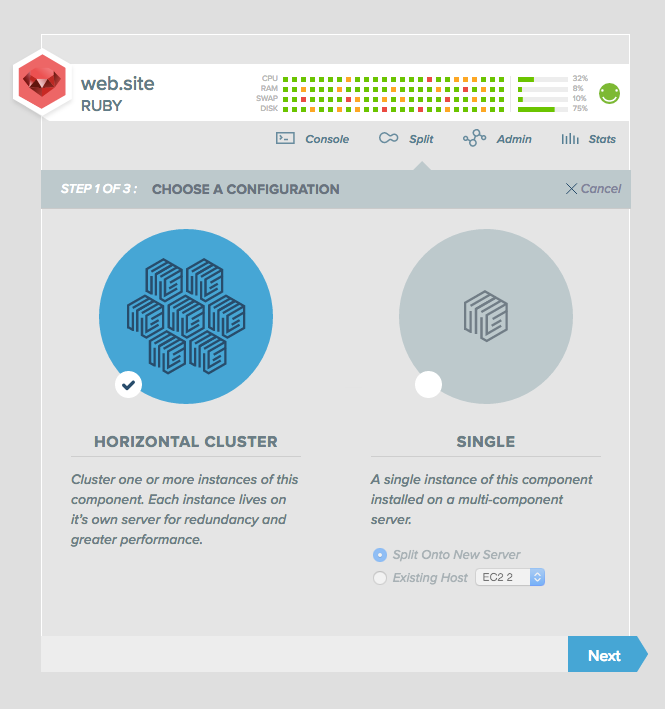 web.site
RUBY
CPU 32%
RAM 8%
SWAP 10%
DISK 75%
Console Split Admin Stats
STEP 1 OF 3 : CHOOSE A CONFIGURATION Cancel
HORIZONTAL CLUSTER
Cluster one or more instances of this
component. Each instance lives on
it's own server for redundancy and
greater performance.
SINGLE
A single instance of this component
installed on a multi-component
server.
Split Onto New Server
Existing Host EC2 2
Next